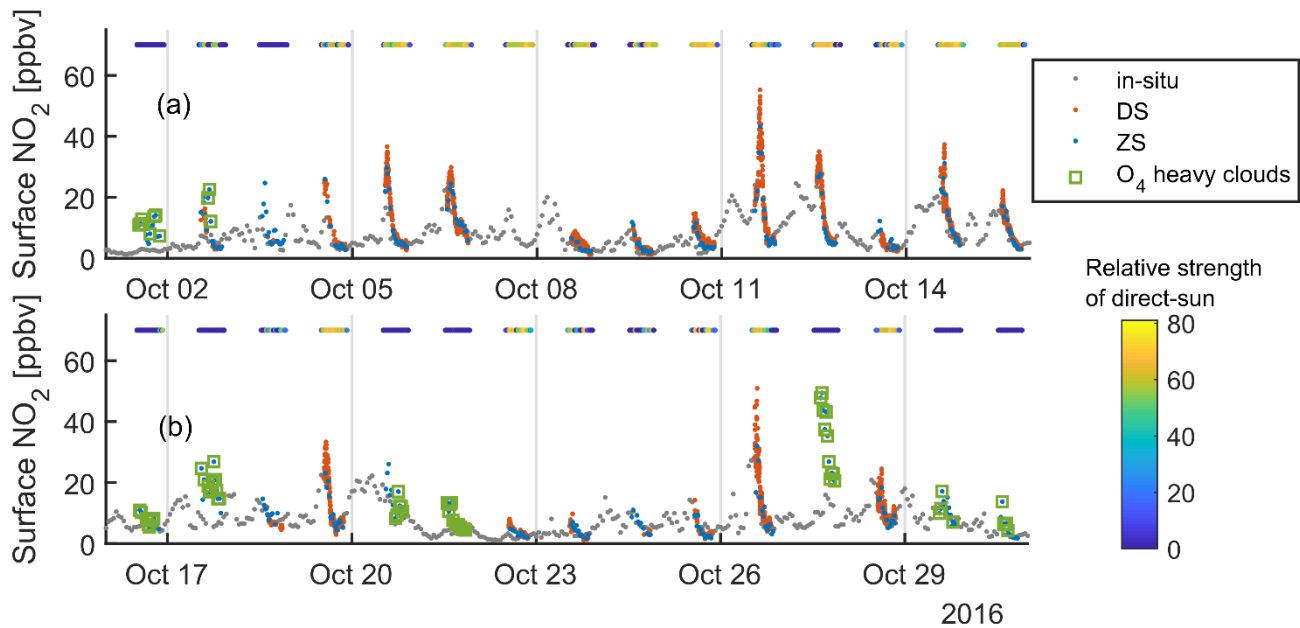 Surface NO2 [ppbv]
60
40
20
0
(a)
Oct 02
Oct 05
Oct 08
Oct 11
Oct 14
in-situ
DS
ZS
O4 heavy clouds
Surface NO2 [ppbv]
60
40
20
0
(b)
Oct 17
Oct 20
Oct 23
Oct 26
Oct 29
2016
Relative strength
of direct-sun
80
60
40
20
0